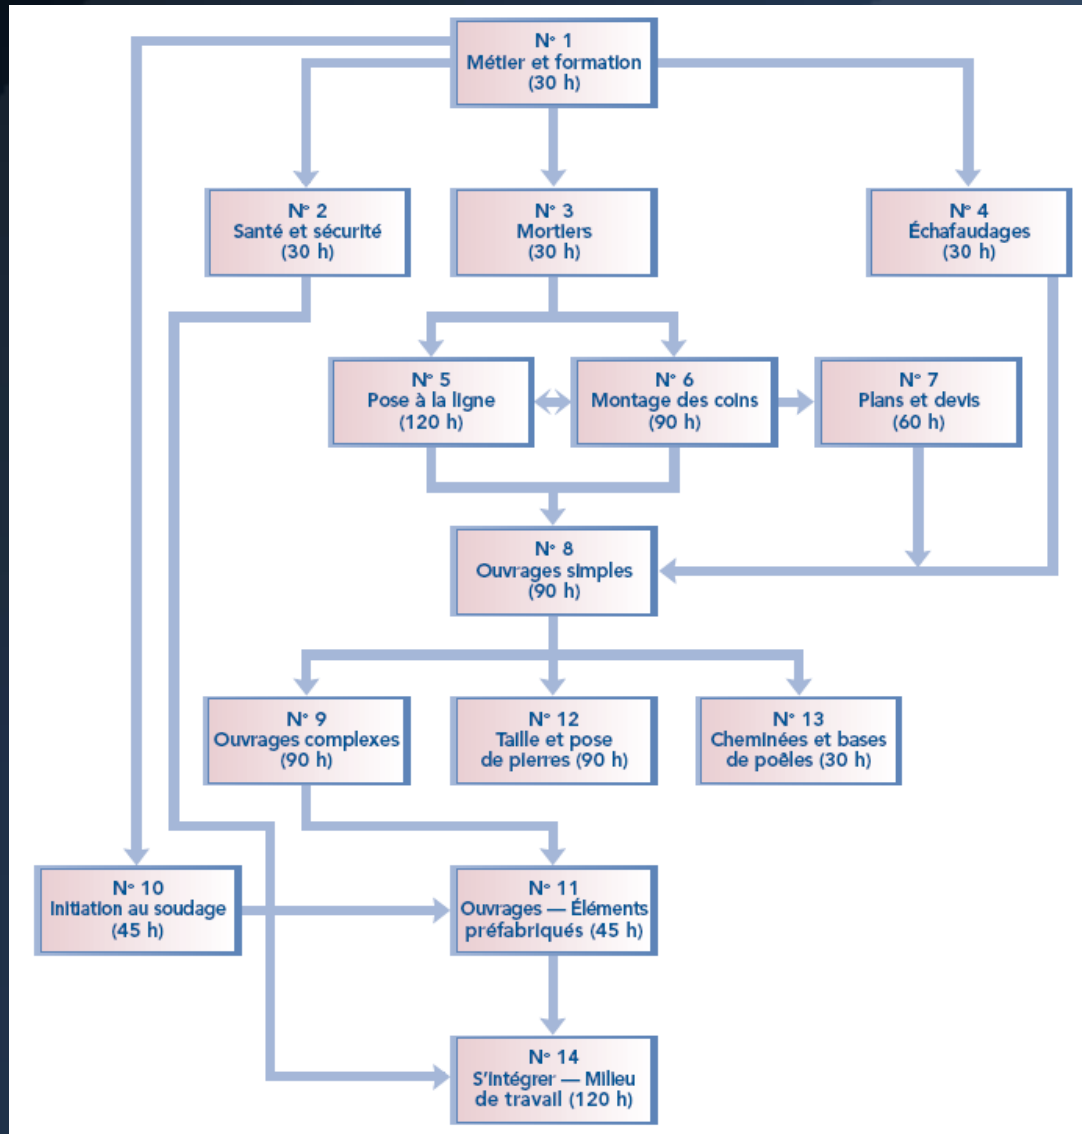 N° 1
Métier et formation
(30 h)
N° 2
Santé et sécurité
(30 h)
N° 3
Mortiers
(30 h)
N° 4
Échafaudages
(30 h)
N° 5
Pose à la ligne
(120 h)
N° 6
Montage des coins
(90 h)
N° 7
Plans et devis
(60 h)
N° 8
Ouvrages simples
(90 h)
N° 9
Ouvrages complexes
(90 h)
N° 12
Taille et pose
de pierres (90 h)
N° 13
Cheminées et bases
de poêles (30 h)
N° 10
Initiation au soudage
(45 h)
N° 11
Ouvrages — Éléments
préfabriqués (45 h)
N° 14
S'intégrer — Milieu
de travail (120 h)